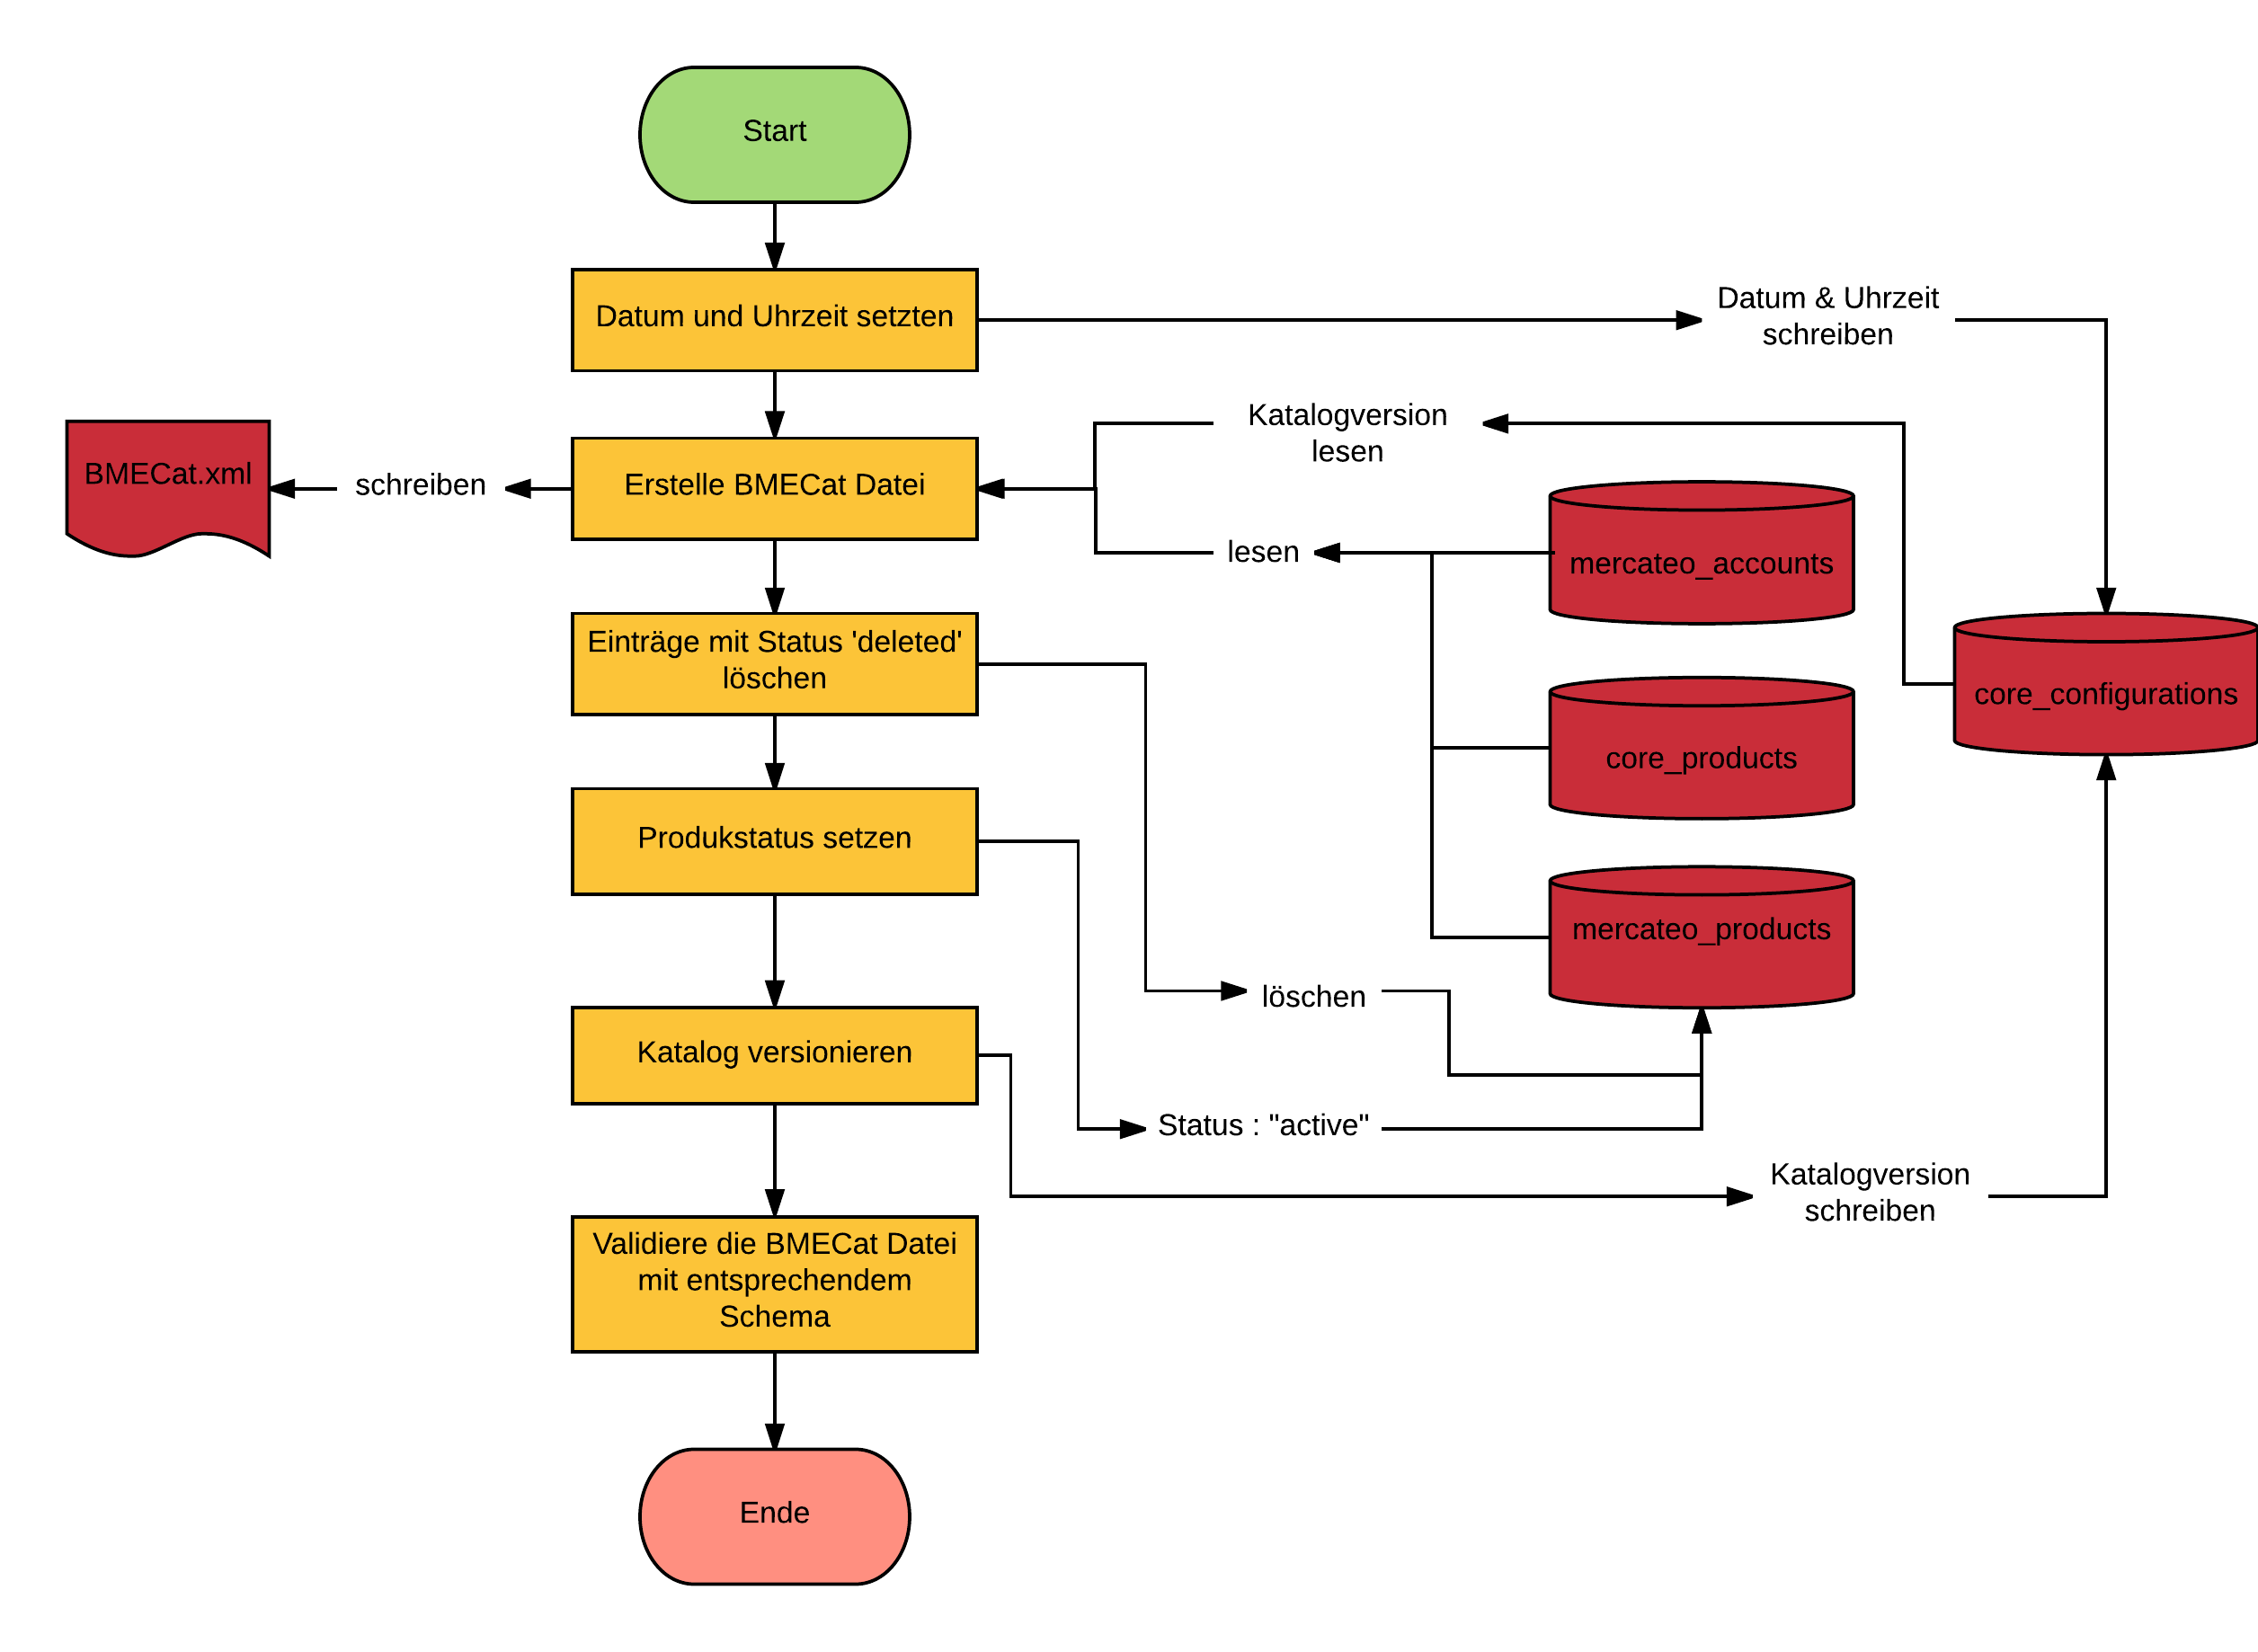 Start
Datum und Uhrzeit setzten
Datum & Uhrzeit
schreiben
Katalogversion
lesen
BMECat.xml
schreiben
Erstelle BMECat Datei
lesen
mercateo_accounts
Einträge mit Status 'deleted'
löschen
core_configurations
core_products
Produkstatus setzen
mercateo_products
löschen
Katalog versionieren
Status : "active"
Katalogversion
schreiben
Validiere die BMECat Datei
mit entsprechendem
Schema
Ende